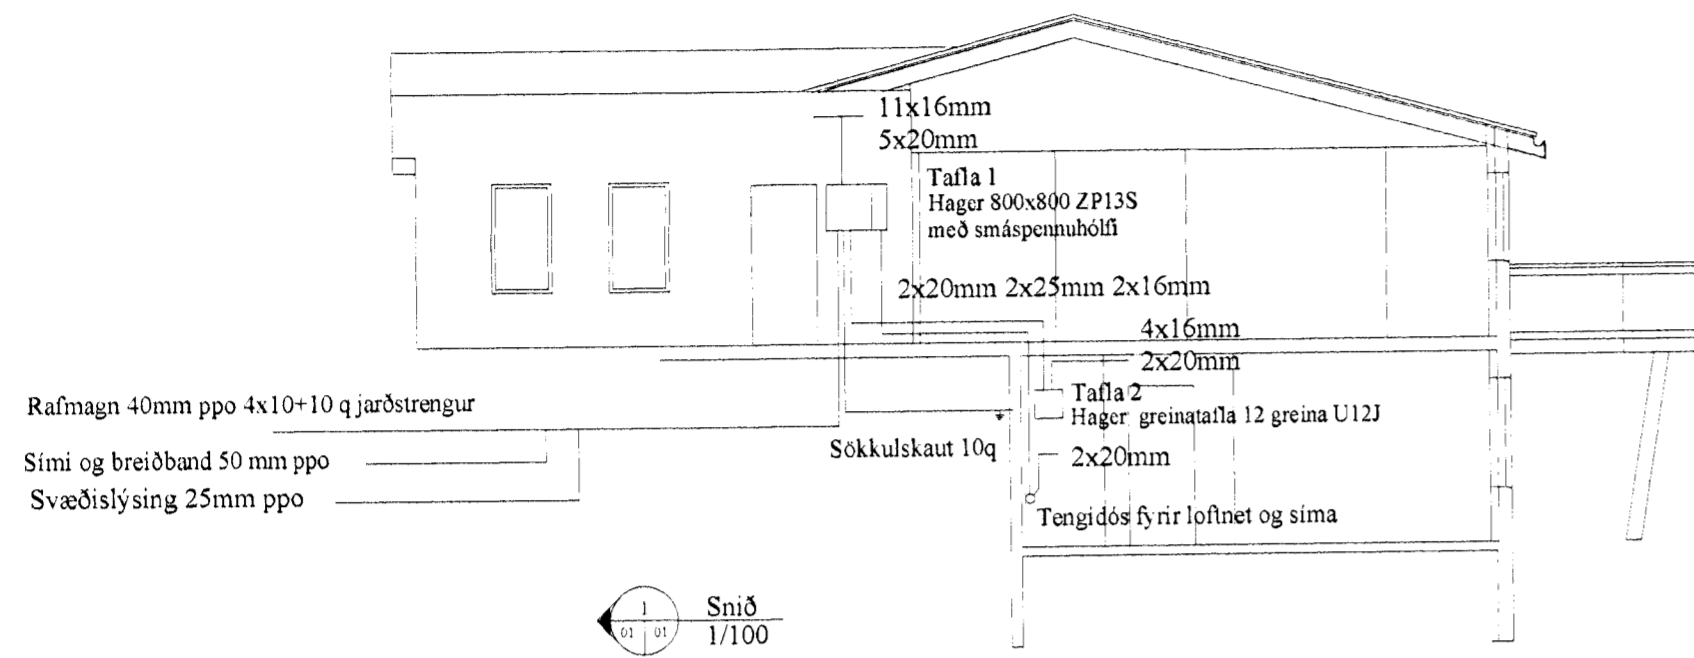 11x16mm
5x20mm
Tafla 1
Hager 800x800 ZP13S
með smáspennuhólfi
2x20mm 2x25mm 2x16mm
4x16mm
2x20mm
Tafla 2
Hager greinatafla 12 greina U12J
Rafmagn 40mm ppo 4x10+10 q jarðstrengur
Sökkulskaut 10q
2x20mm
Sími og breiðband 50 mm ppo
Svæðislýsing 25mm ppo
Tengidós fyrir loftnet og síma
1
01 01
Snið
1/100